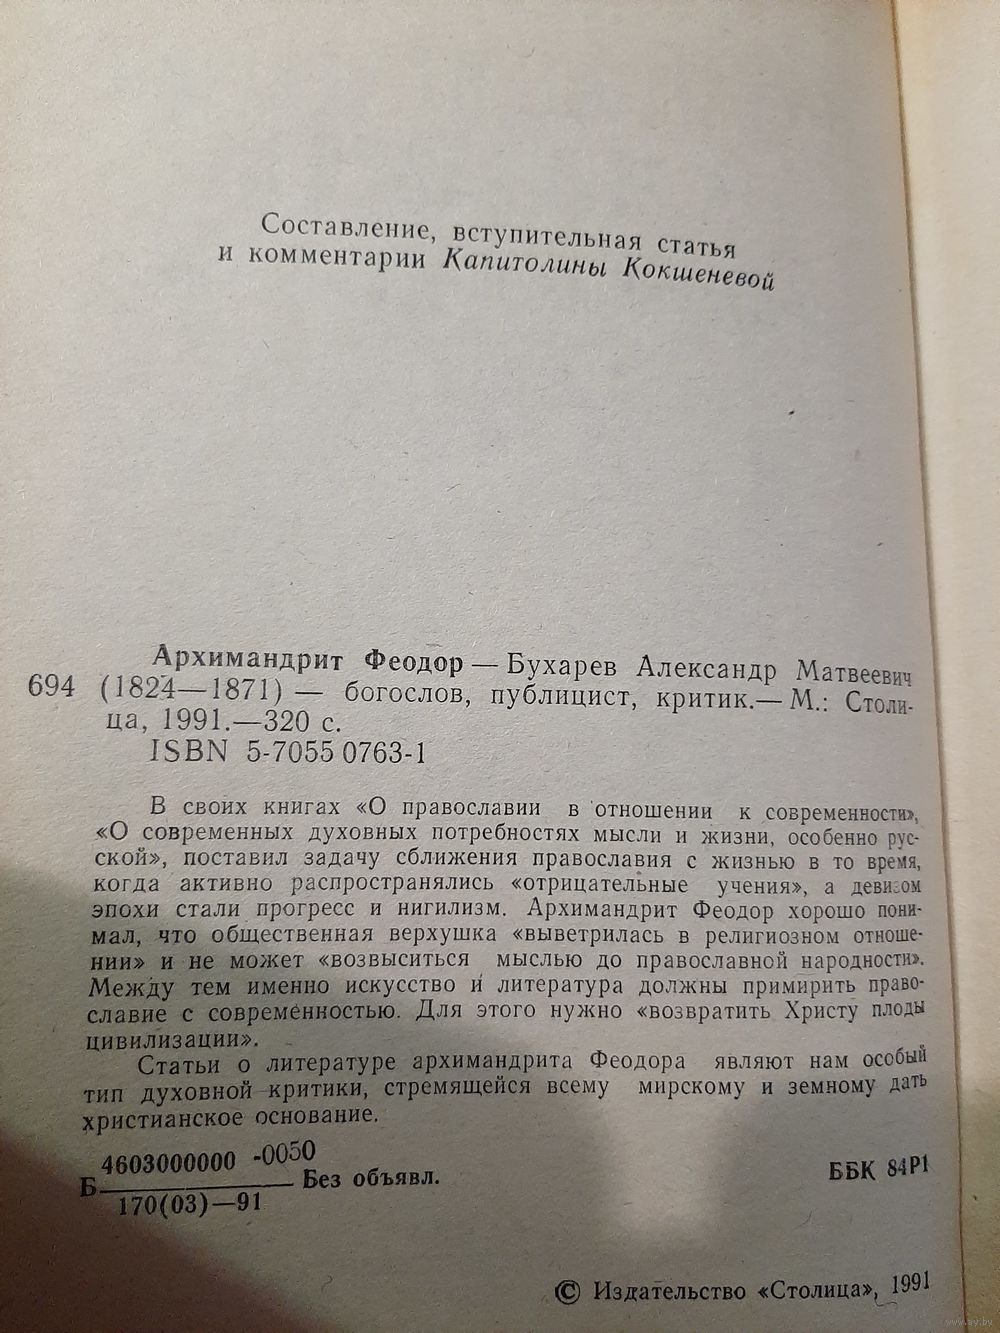 Составление, вступительная статья
и комментарии Капитолины Кокшеневой
Архимандрит Феодор — Бухарев Александр Матвеевич
694 (1824—1871) — богослов, публицист, критик.— М.: Столи-
ца, 1991.—320 с.
ISBN 5-7055 0763-1
В своих книгах «О православии в отношении к современности»,
«О современных духовных потребностях мысли и жизни, особенно рус-
ской», поставил задачу сближения православия с жизнью в то время,
когда активно распространялись «отрицательные учения», а девизом
эпохи стали прогресс и нигилизм. Архимандрит Феодор хорошо пони-
мал, что общественная верхушка «выветрилась в религиозном отноше-
нии» и не может «возвыситься мыслью до православной народности».
Между тем именно искусство и литература должны примирить право-
славие с современностью. Для этого нужно «возвратить Христу плоды
цивилизации».
Статьи о литературе архимандрита Феодора являют нам особый
тип духовной критики, стремящейся всему мирскому и земному дать
христианское основание.
4603000000 -0050
Б Без объявл.
170(03)—91
ББК 84Р1
© Издательство «Столица», 1991
www.ay.by